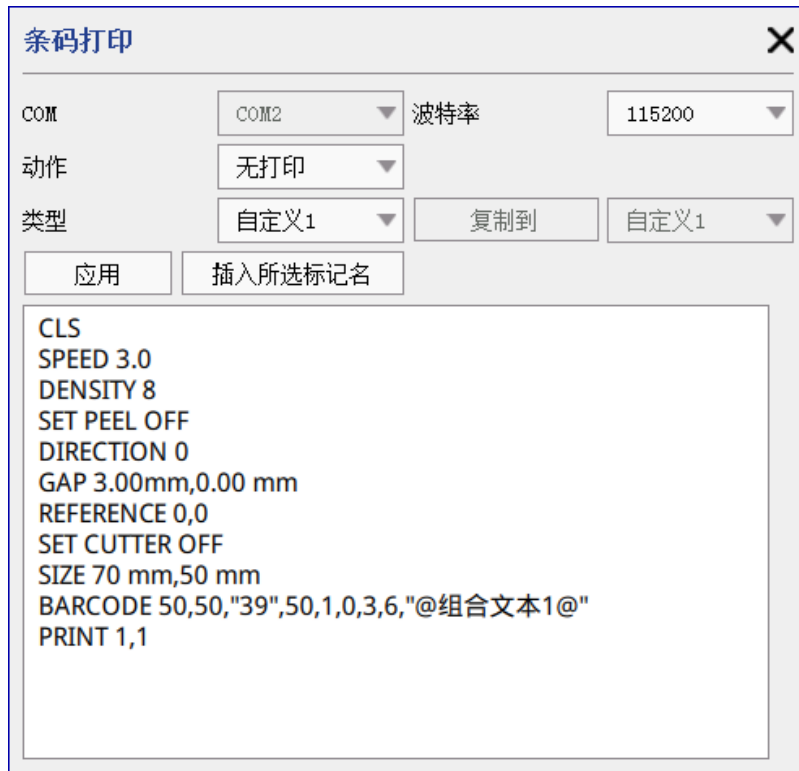 条码打印
COM COM2 波特率 115200
动作 无打印
类型 自定义1 复制到 自定义1
应用 插入所选标记名
CLS
SPEED 3.0
DENSITY 8
SET PEEL OFF
DIRECTION 0
GAP 3.00mm,0.00 mm
REFERENCE 0,0
SET CUTTER OFF
SIZE 70 mm,50 mm
BARCODE 50,50,"39",50,1,0,3,6,"@组合文本1@"
PRINT 1,1